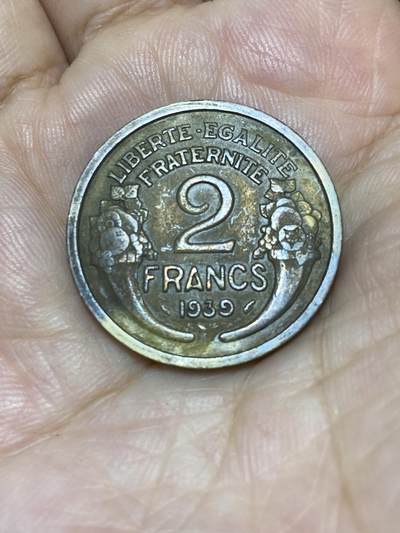 LIBERTE·EGALITE
FRATERNITE
2
FRANCS
1939